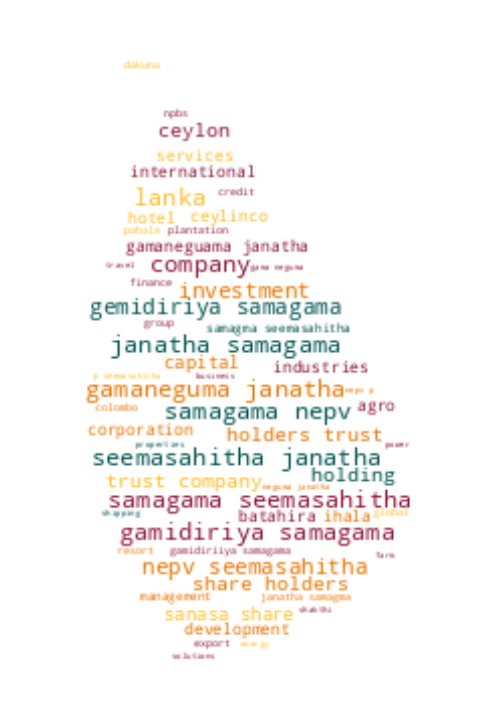 dakuna
npbs
ceylon
services
international
lanka credit
hotel ceylinco
pahala plantation
gamaneguama janatha
travel company gama neguma
finance investment
gemidiriya samagama
group samagma seemasahitha
janatha samagama
capital industries
p seemasahitha business
gamaneguma janatha nepv p
colombo samagama nepv agro
corporation holders trust
properties power
seemasahitha janatha
trust company holding
neguma janatha
samagama seemasahitha
shipping batahira ihala global
gamidiriya samagama
resort gamidiriiya samagama farm
nepv seemasahitha
share holders
management janatha samagma
sanasa share shakthi
development
export energy
solutions